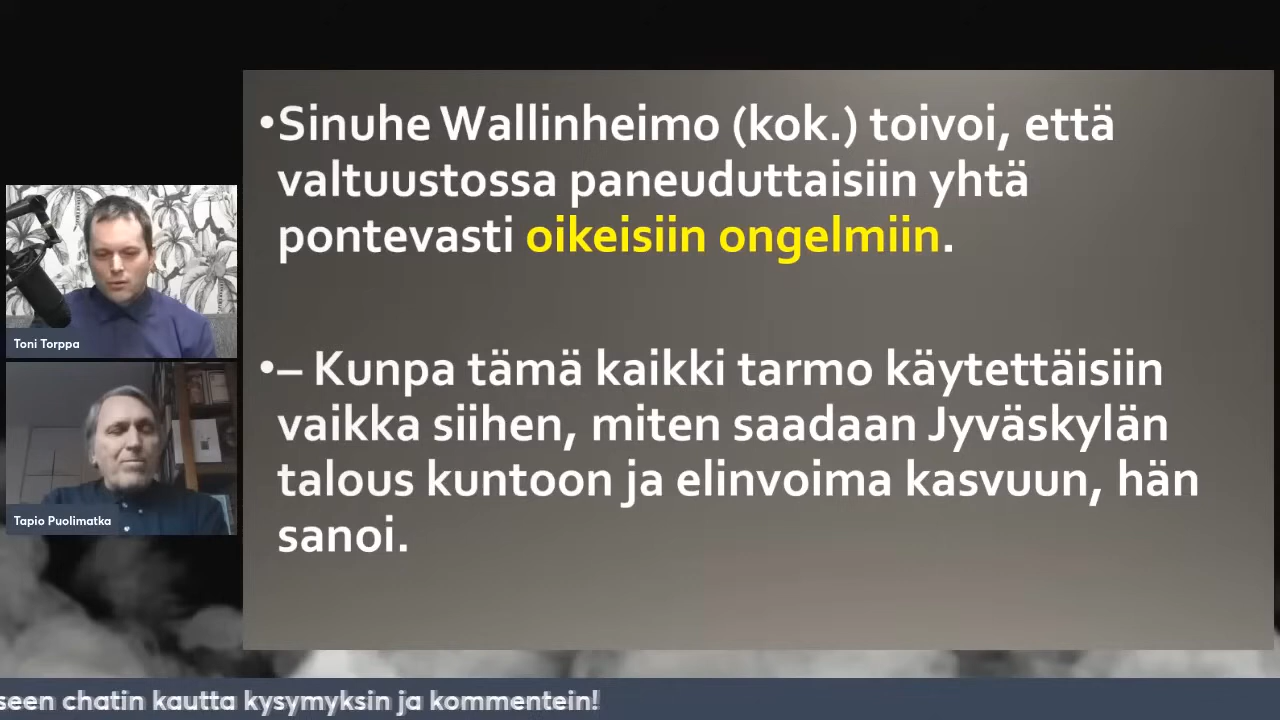 •Sinuhe Wallinheimo (kok.) toivoi, että
valtuustossa paneuduttaisiin yhtä
pontevasti oikeisiin ongelmiin.
•– Kunpa tämä kaikki tarmo käytettäisiin
vaikka siihen, miten saadaan Jyväskylän
talous kuntoon ja elinvoima kasvuun, hän
sanoi.
Toni Torppa
Tapio Puolimatka
seen chatin kautta kysymyksin ja kommentein!